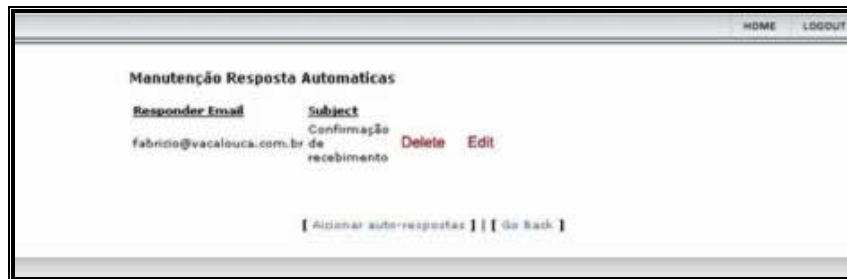 HOME LOGOUT
Manutenção Resposta Automaticas
Responder Email Subject
Confirmação
fabricio@vacalouca.com.br de Delete Edit
recebimento
[ Aicionar auto-respostas ] | [ Go Back ]